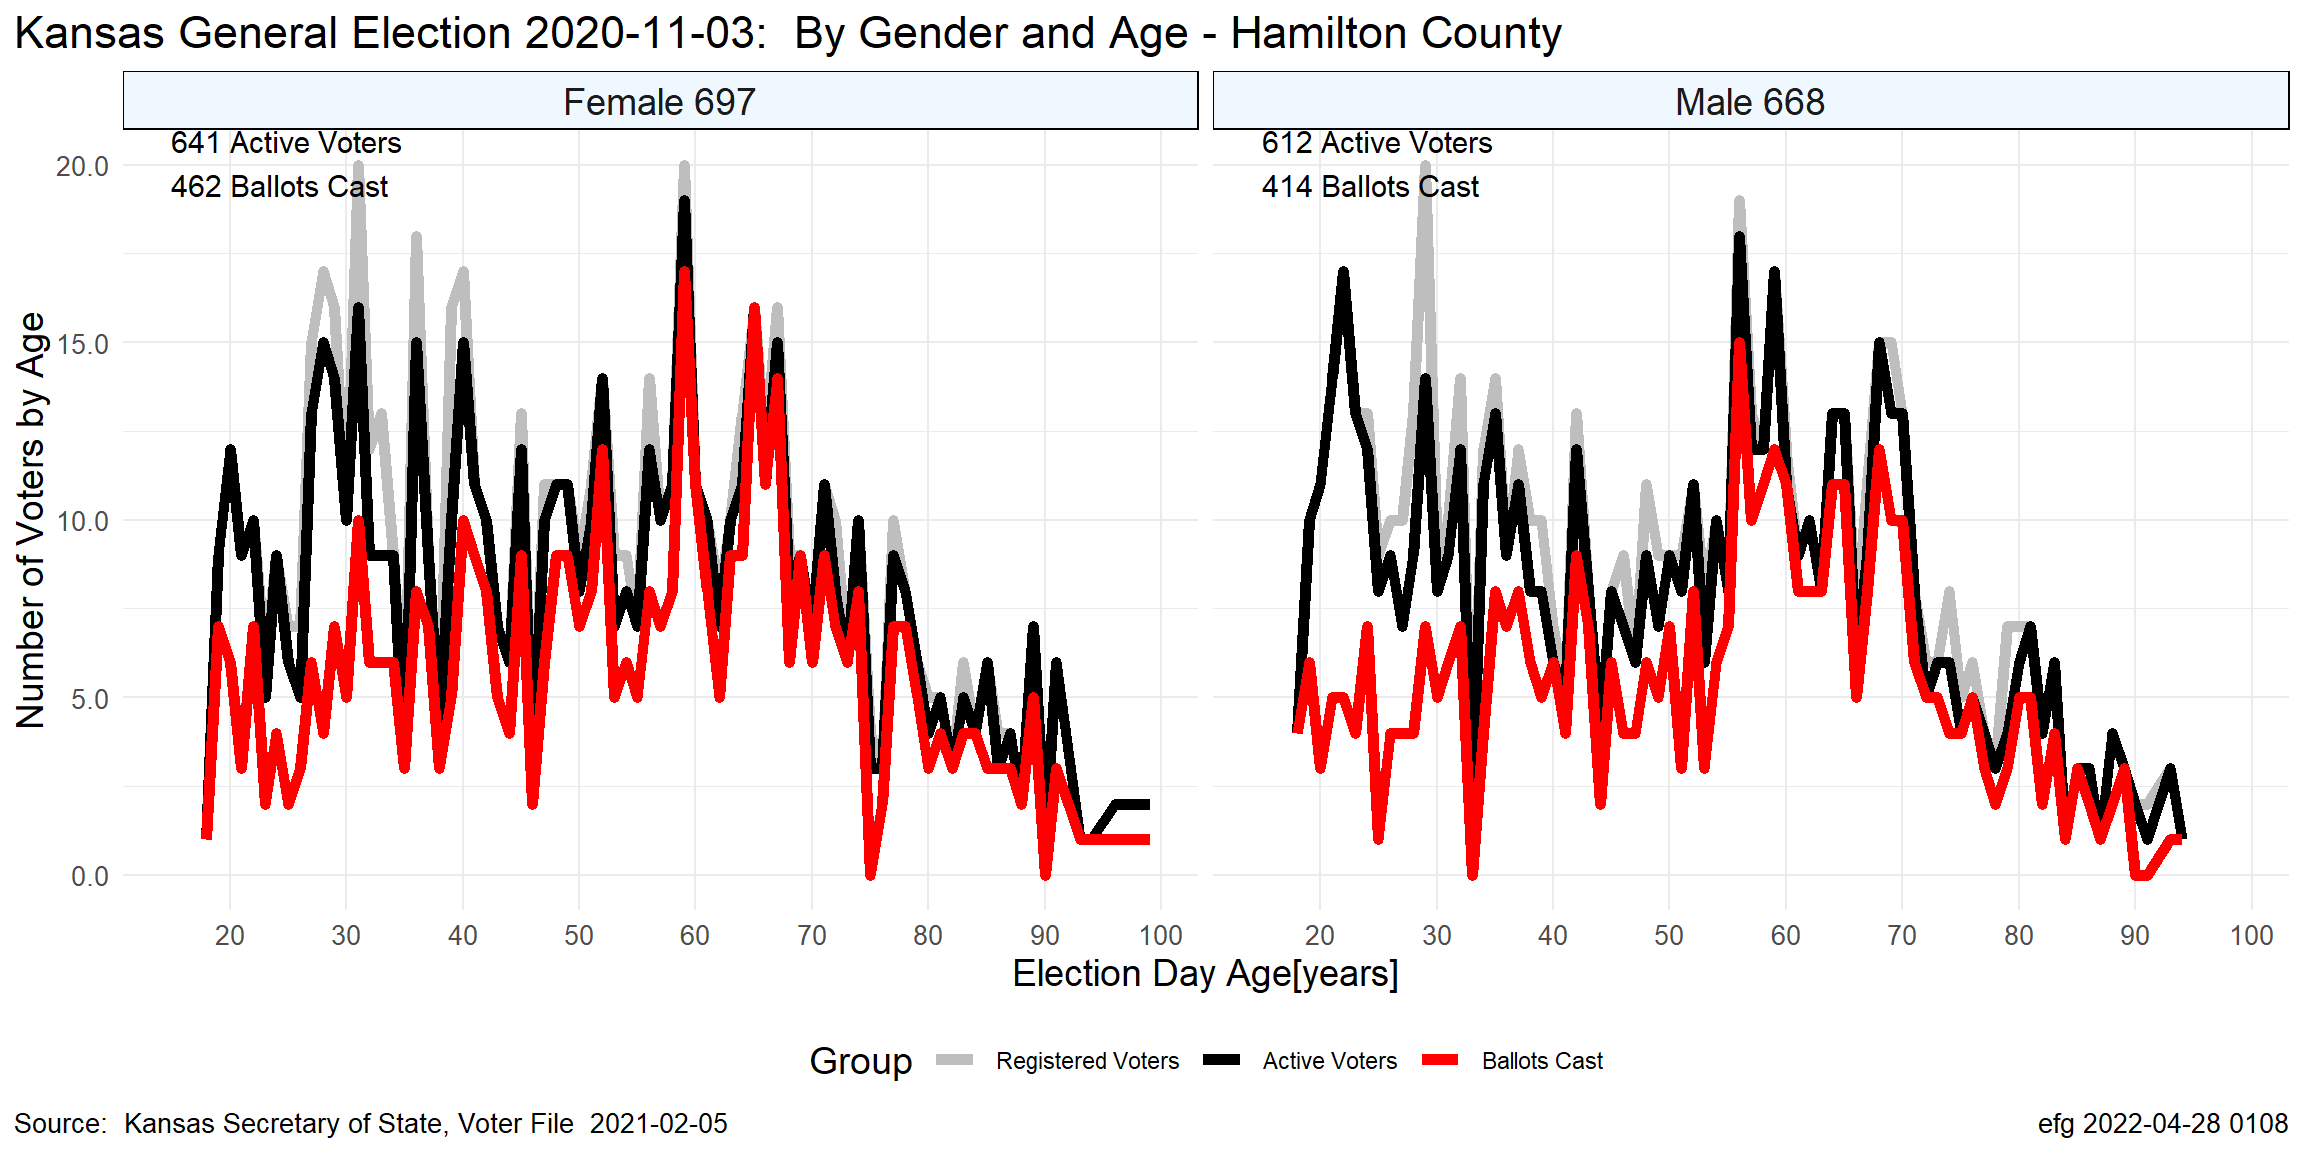 Kansas General Election 2020-11-03:  By Gender and Age - Hamilton County
Female 697
Male 668
641 Active Voters
462 Ballots Cast
612 Active Voters
414 Ballots Cast
Number of Voters by Age
20.0
15.0
10.0
5.0
0.0
20 30 40 50 60 70 80 90 100
20 30 40 50 60 70 80 90 100
Election Day Age[years]
Group Registered Voters Active Voters Ballots Cast
Source:  Kansas Secretary of State, Voter File  2021-02-05
efg 2022-04-28 0108